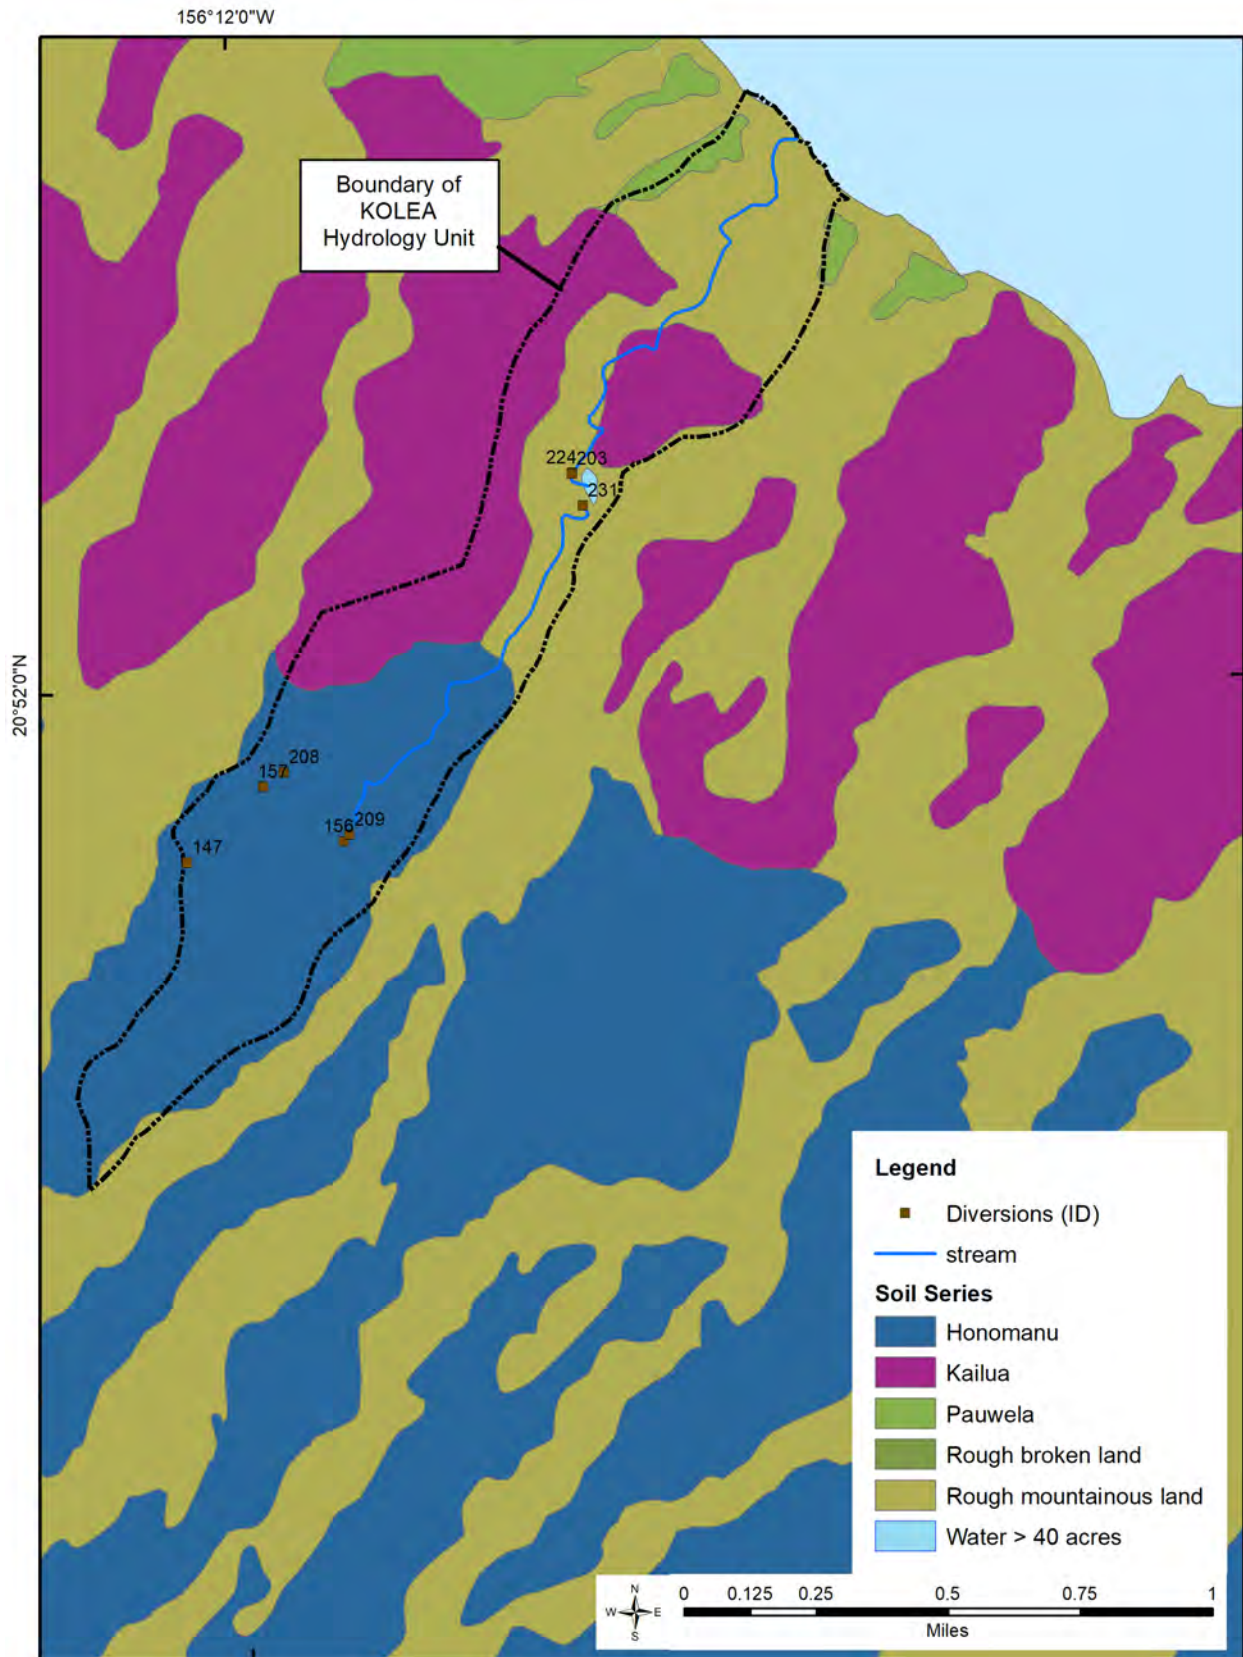 156°12'0"W
Boundary of
KOLEA
Hydrology Unit
224203
231
20°52'0"N
208
157
209
156
147
Legend
Diversions (ID)
stream
Soil Series
Honomanu
Kailua
Pauwela
Rough broken land
Rough mountainous land
Water > 40 acres
N
W E
S
0 0.125 0.25 0.5 0.75 1
Miles